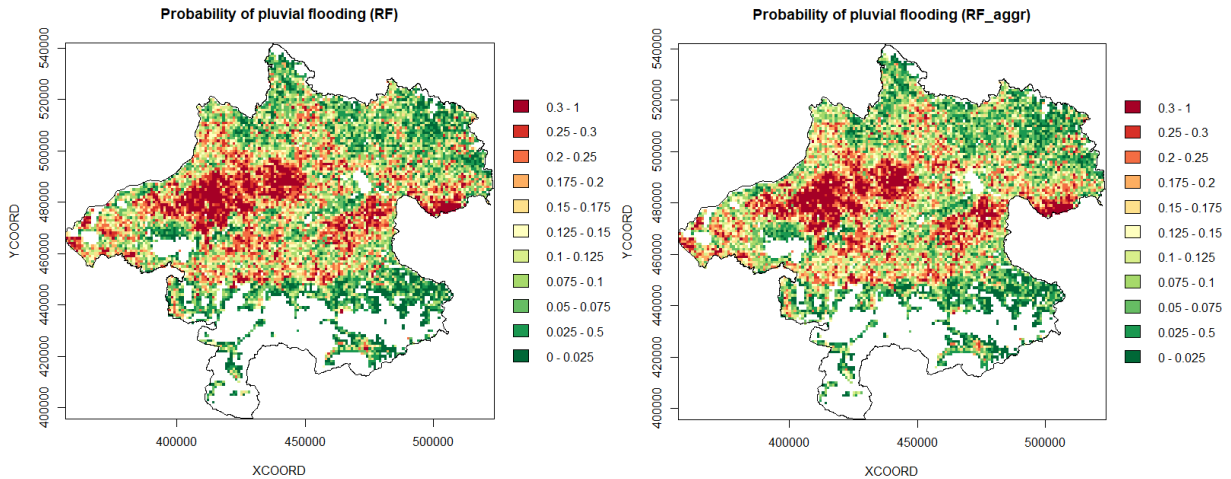 Probability of pluvial flooding (RF)
YCOORD
540000
520000
500000
480000
460000
440000
420000
400000
400000
450000
500000
XCOORD
0.3 - 1
0.25 - 0.3
0.2 - 0.25
0.175 - 0.2
0.15 - 0.175
0.125 - 0.15
0.1 - 0.125
0.075 - 0.1
0.05 - 0.075
0.025 - 0.5
0 - 0.025
Probability of pluvial flooding (RF_aggr)
YCOORD
540000
520000
500000
480000
460000
440000
420000
400000
400000
450000
500000
XCOORD
0.3 - 1
0.25 - 0.3
0.2 - 0.25
0.175 - 0.2
0.15 - 0.175
0.125 - 0.15
0.1 - 0.125
0.075 - 0.1
0.05 - 0.075
0.025 - 0.5
0 - 0.025